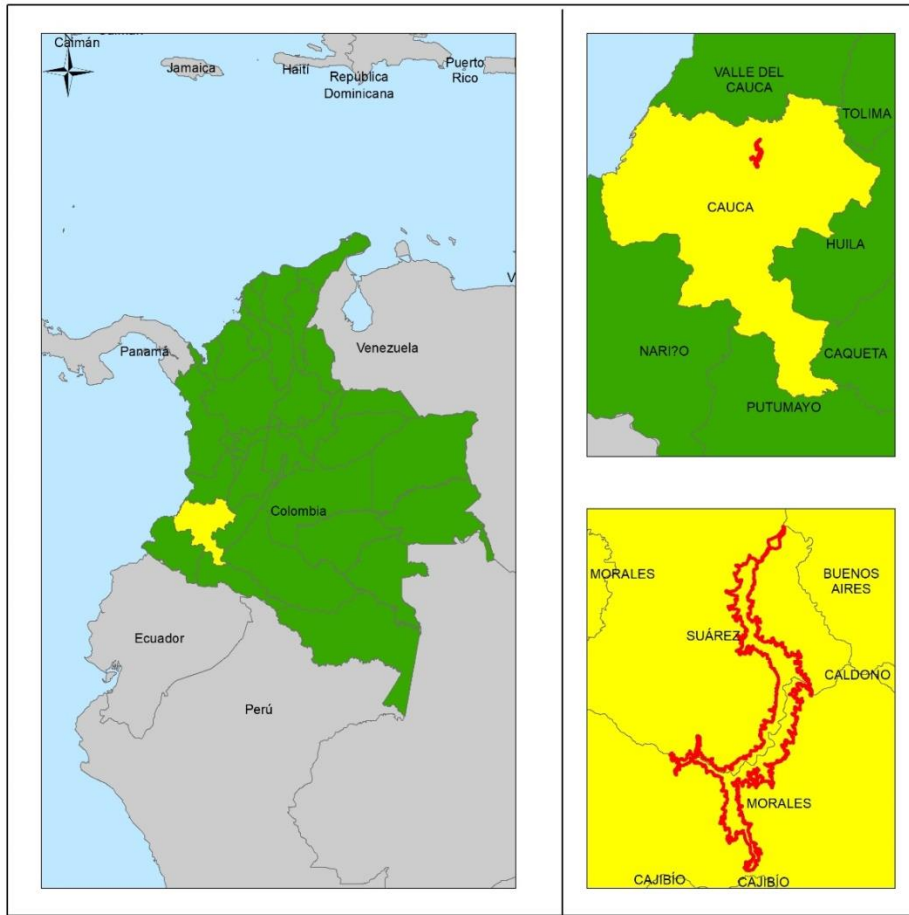 Caimán
Jamaica
Haití
República
Dominicana
Puerto
Rico
Panamá
Venezuela
V
Colombia
Ecuador
Perú
VALLE DEL
CAUCA
TOLIMA
CAUCA
HUILA
NARI?O
CAQUETA
PUTUMAYO
MORALES
BUENOS
AIRES
SUÁREZ
CALDONO
MORALES
CAJIBÍO
CAJIBÍO